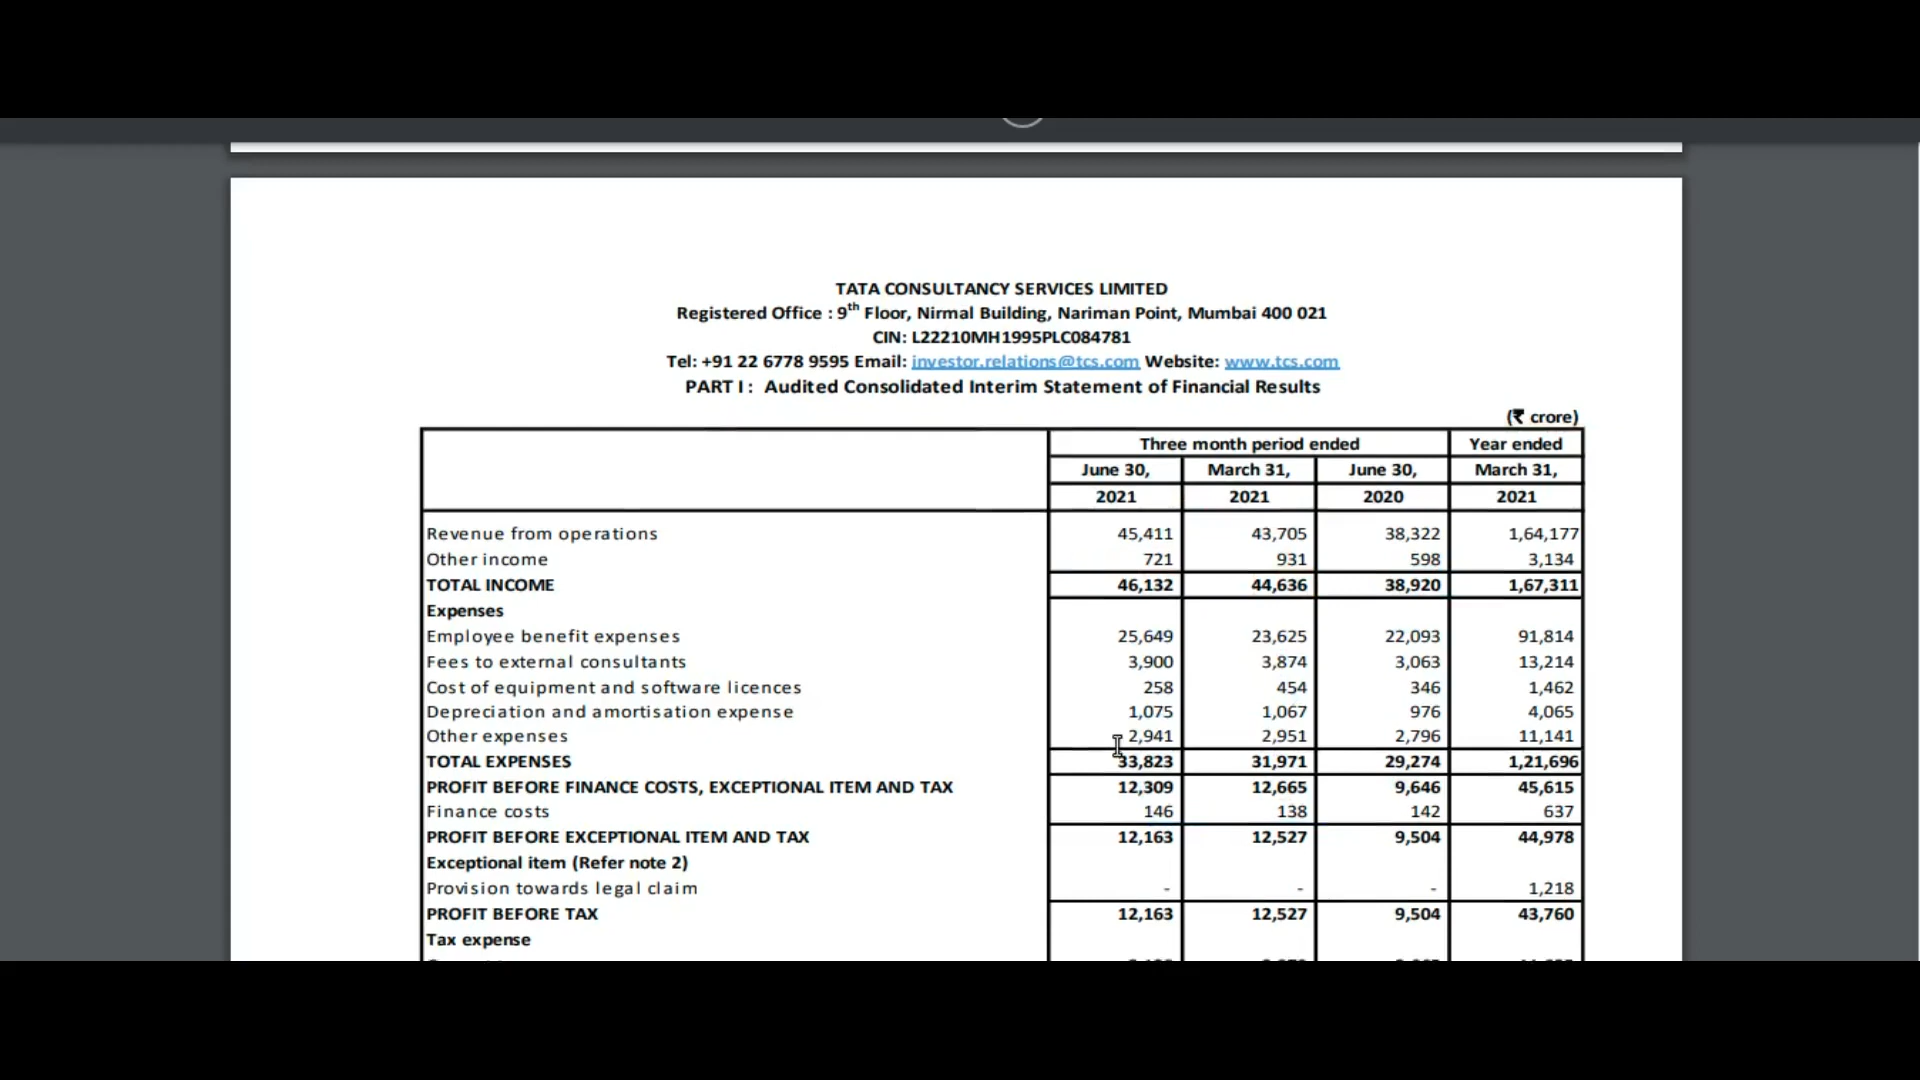 TATA CONSULTANCY SERVICES LIMITED
Registered Office : 9th Floor, Nirmal Building, Nariman Point, Mumbai 400 021
CIN: L22210MH1995PLC084781
Tel: +91 22 6778 9595 Email: investor.relations@tcs.com Website: www.tcs.com
PART I : Audited Consolidated Interim Statement of Financial Results
(₹ crore)
Three month period ended Year ended
June 30, March 31, June 30, March 31,
2021 2021 2020 2021
Revenue from operations 45,411 43,705 38,322 1,64,177
Other income 721 931 598 3,134
TOTAL INCOME 46,132 44,636 38,920 1,67,311
Expenses
Employee benefit expenses 25,649 23,625 22,093 91,814
Fees to external consultants 3,900 3,874 3,063 13,214
Cost of equipment and software licences 258 454 346 1,462
Depreciation and amortisation expense 1,075 1,067 976 4,065
Other expenses 2,941 2,951 2,796 11,141
TOTAL EXPENSES 33,823 31,971 29,274 1,21,696
PROFIT BEFORE FINANCE COSTS, EXCEPTIONAL ITEM AND TAX 12,309 12,665 9,646 45,615
Finance costs 146 138 142 637
PROFIT BEFORE EXCEPTIONAL ITEM AND TAX 12,163 12,527 9,504 44,978
Exceptional item (Refer note 2)
Provision towards legal claim - - - 1,218
PROFIT BEFORE TAX 12,163 12,527 9,504 43,760
Tax expense